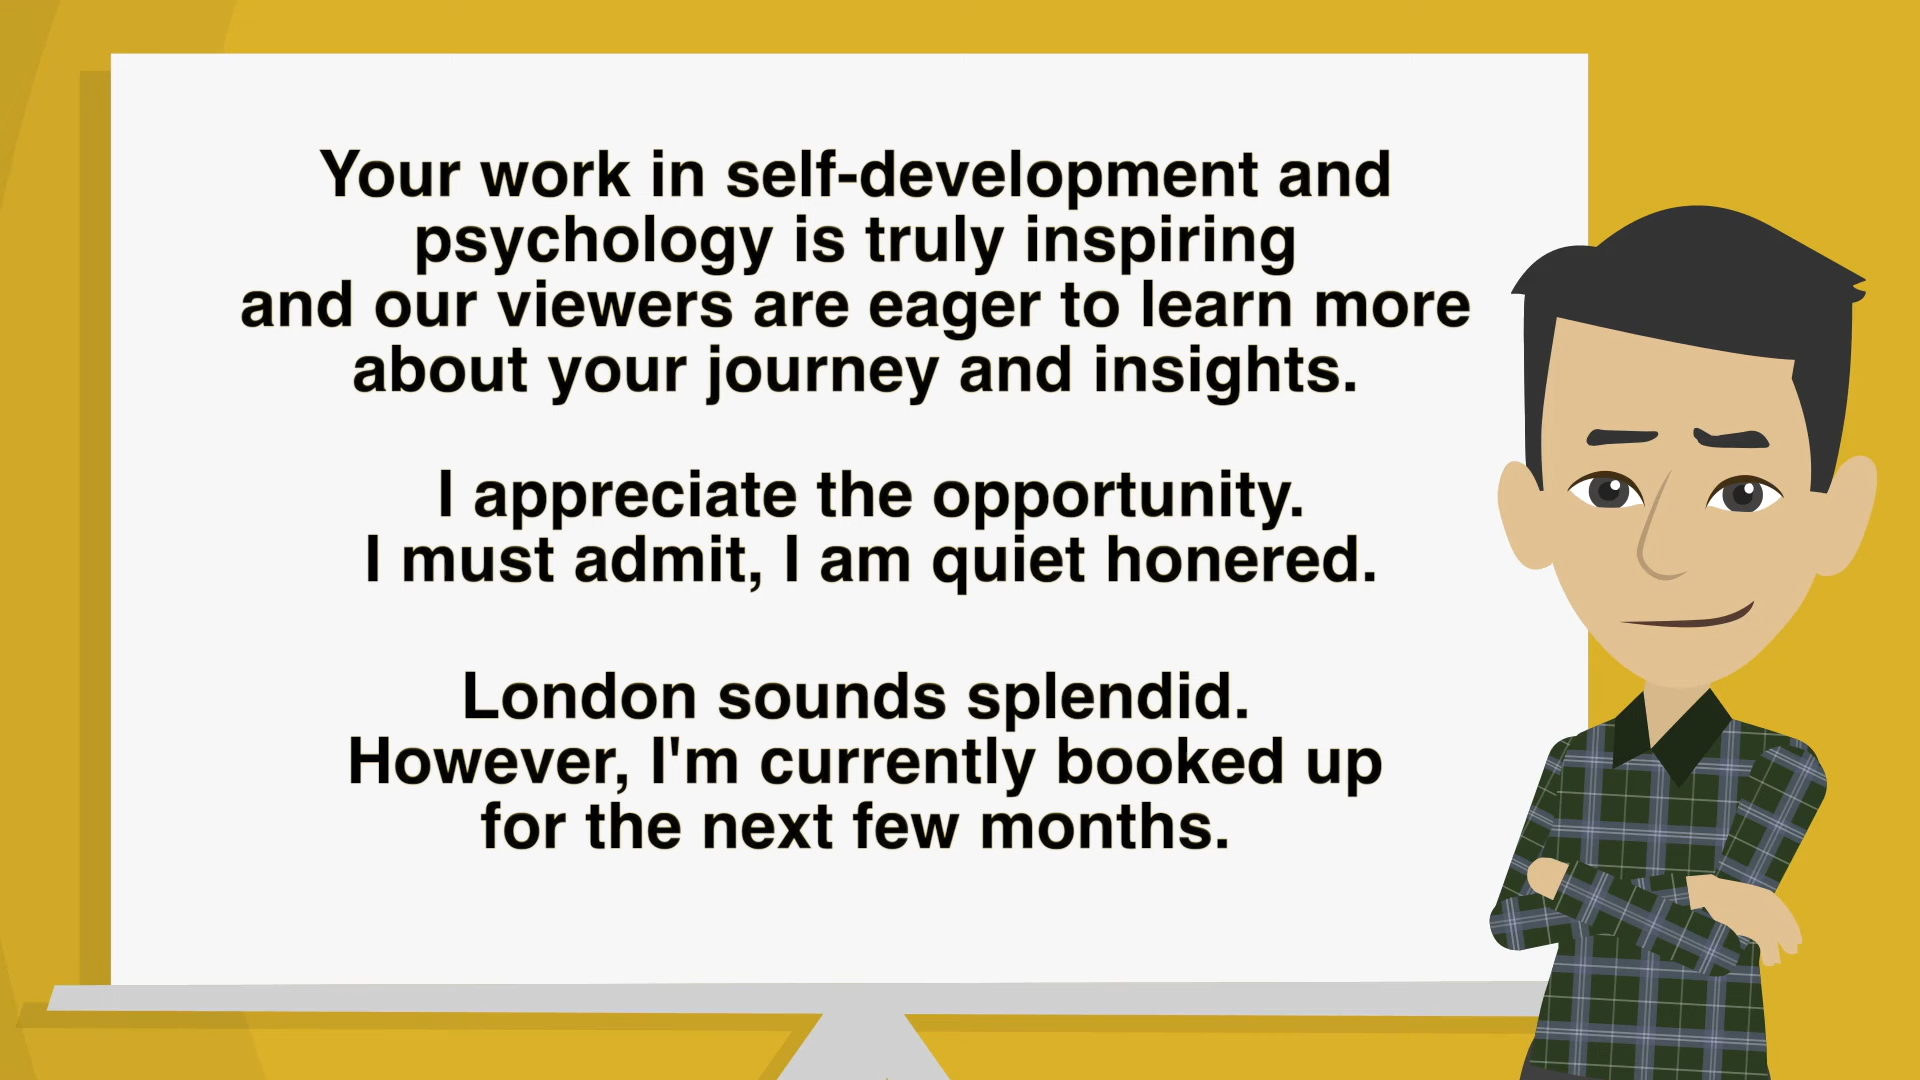 Your work in self-development and
psychology is truly inspiring
and our viewers are eager to learn more
about your journey and insights.
I appreciate the opportunity.
I must admit, I am quiet honered.
London sounds splendid.
However, I'm currently booked up
for the next few months.